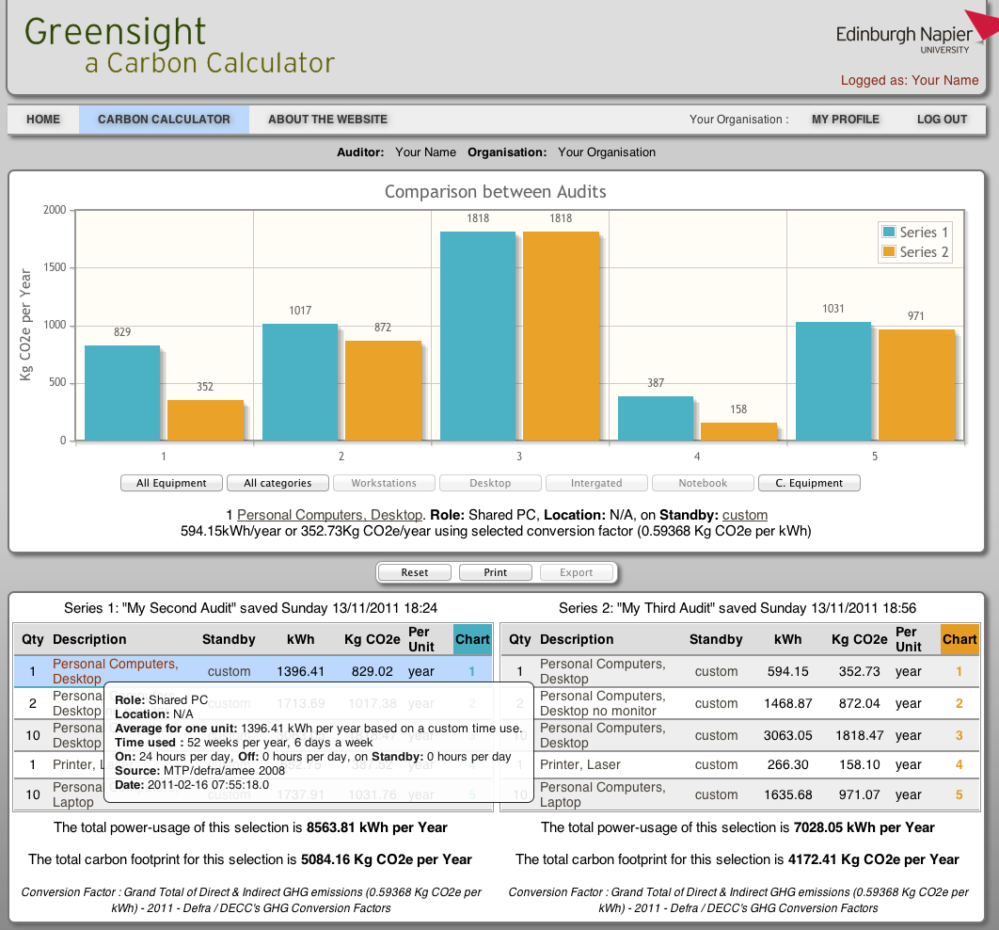 Greensight
a Carbon Calculator
Edinburgh Napier
UNIVERSITY
Logged as: Your Name
HOME CARBON CALCULATOR ABOUT THE WEBSITE Your Organisation : MY PROFILE LOG OUT
Auditor: Your Name Organisation: Your Organisation
Comparison between Audits
Kg CO2e per Year
2000
1500
1000
500
0
829 352 1017 872 1818 1818 387 158 1031 971
Series 1
Series 2
1 2 3 4 5
All Equipment All categories Workstations Desktop Intergated Notebook C. Equipment
1 Personal Computers, Desktop. Role: Shared PC, Location: N/A, on Standby: custom
594.15kWh/year or 352.73Kg CO2e/year using selected conversion factor (0.59368 Kg CO2e per kWh)
Reset Print Export
Series 1: "My Second Audit" saved Sunday 13/11/2011 18:24
Qty Description Standby kWh Kg CO2e Per Unit Chart
1 Personal Computers, Desktop custom 1396.41 829.02 year 1
2 Persona custom 1713.69 1017.38 year 2
Desktop
10 Persona
Desktop
1 Printer, L 387.52 year 4
10 Persona 1737.91 1031.76 year 5
Laptop
Role: Shared PC
Location: N/A
Average for one unit: 1396.41 kWh per year based on a custom time use.
Time used : 52 weeks per year, 6 days a week
On: 24 hours per day, Off: 0 hours per day, on Standby: 0 hours per day
Source: MTP/defra/amee 2008
Date: 2011-02-16 07:55:18.0
The total power-usage of this selection is 8563.81 kWh per Year
The total carbon footprint for this selection is 5084.16 Kg CO2e per Year
Conversion Factor : Grand Total of Direct & Indirect GHG emissions (0.59368 Kg CO2e per
kWh) - 2011 - Defra / DECC's GHG Conversion Factors
Series 2: "My Third Audit" saved Sunday 13/11/2011 18:56
Qty Description Standby kWh Kg CO2e Per Unit Chart
1 Personal Computers, Desktop custom 594.15 352.73 year 1
2 Personal Computers, Desktop no monitor custom 1468.87 872.04 year 2
10 Personal Computers, Desktop custom 3063.05 1818.47 year 3
1 Printer, Laser custom 266.30 158.10 year 4
10 Personal Computers, Laptop custom 1635.68 971.07 year 5
The total power-usage of this selection is 7028.05 kWh per Year
The total carbon footprint for this selection is 4172.41 Kg CO2e per Year
Conversion Factor : Grand Total of Direct & Indirect GHG emissions (0.59368 Kg CO2e per
kWh) - 2011 - Defra / DECC's GHG Conversion Factors